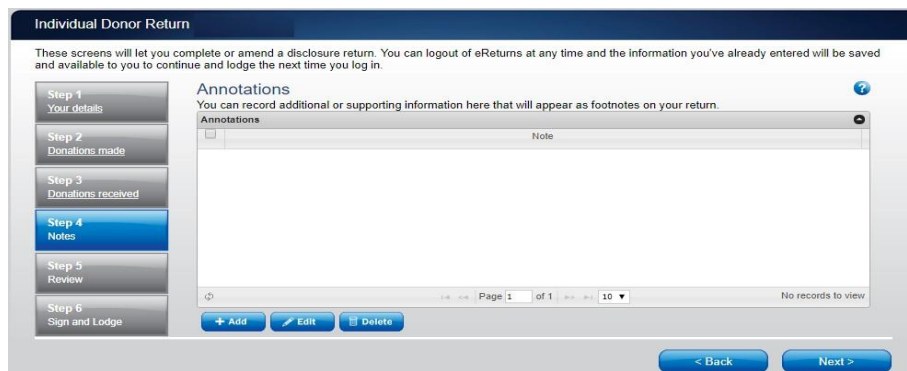 Individual Donor Return
These screens will let you complete or amend a disclosure return. You can logout of eReturns at any time and the information you've already entered will be saved
and available to you to continue and lodge the next time you log in.
Step 1
Your details
Step 2
Donations made
Step 3
Donations received
Step 4
Notes
Step 5
Review
Step 6
Sign and Lodge
Annotations
You can record additional or supporting information here that will appear as footnotes on your return.
Annotations
Note
Page 1 of 1 10 No records to view
+ Add Edit Delete
< Back Next >